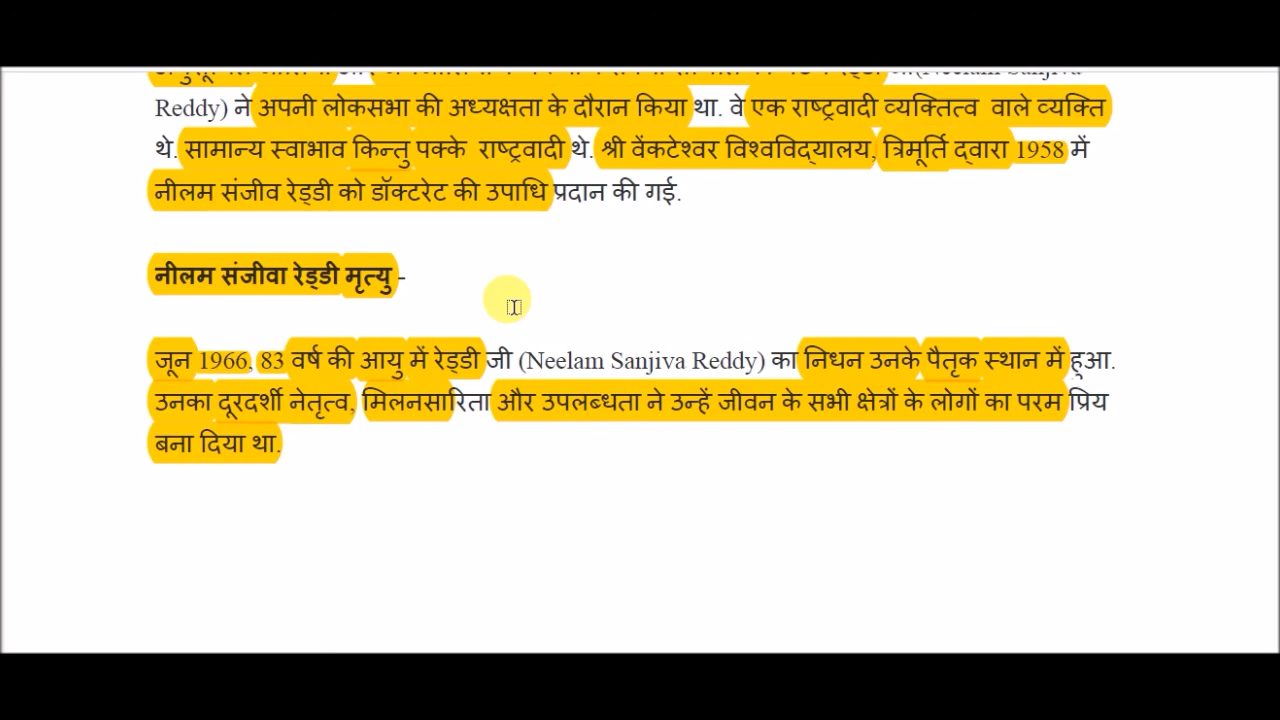 Reddy) ने अपनी लोकसभा की अध्यक्षता के दौरान किया था. वे एक राष्ट्रवादी व्यक्तित्व वाले व्यक्ति
थे. सामान्य स्वाभाव किन्तु पक्के राष्ट्रवादी थे. श्री वेंकटेश्वर विश्वविद्यालय, त्रिमूर्ति द्वारा 1958 में
नीलम संजीव रेड्डी को डॉक्टरेट की उपाधि प्रदान की गई.
नीलम संजीवा रेड्डी मृत्यु -
जून 1966, 83 वर्ष की आयु में रेड्डी जी (Neelam Sanjiva Reddy) का निधन उनके पैतृक स्थान में हुआ.
उनका दूरदर्शी नेतृत्व, मिलनसारिता और उपलब्धता ने उन्हें जीवन के सभी क्षेत्रों के लोगों का परम प्रिय
बना दिया था.